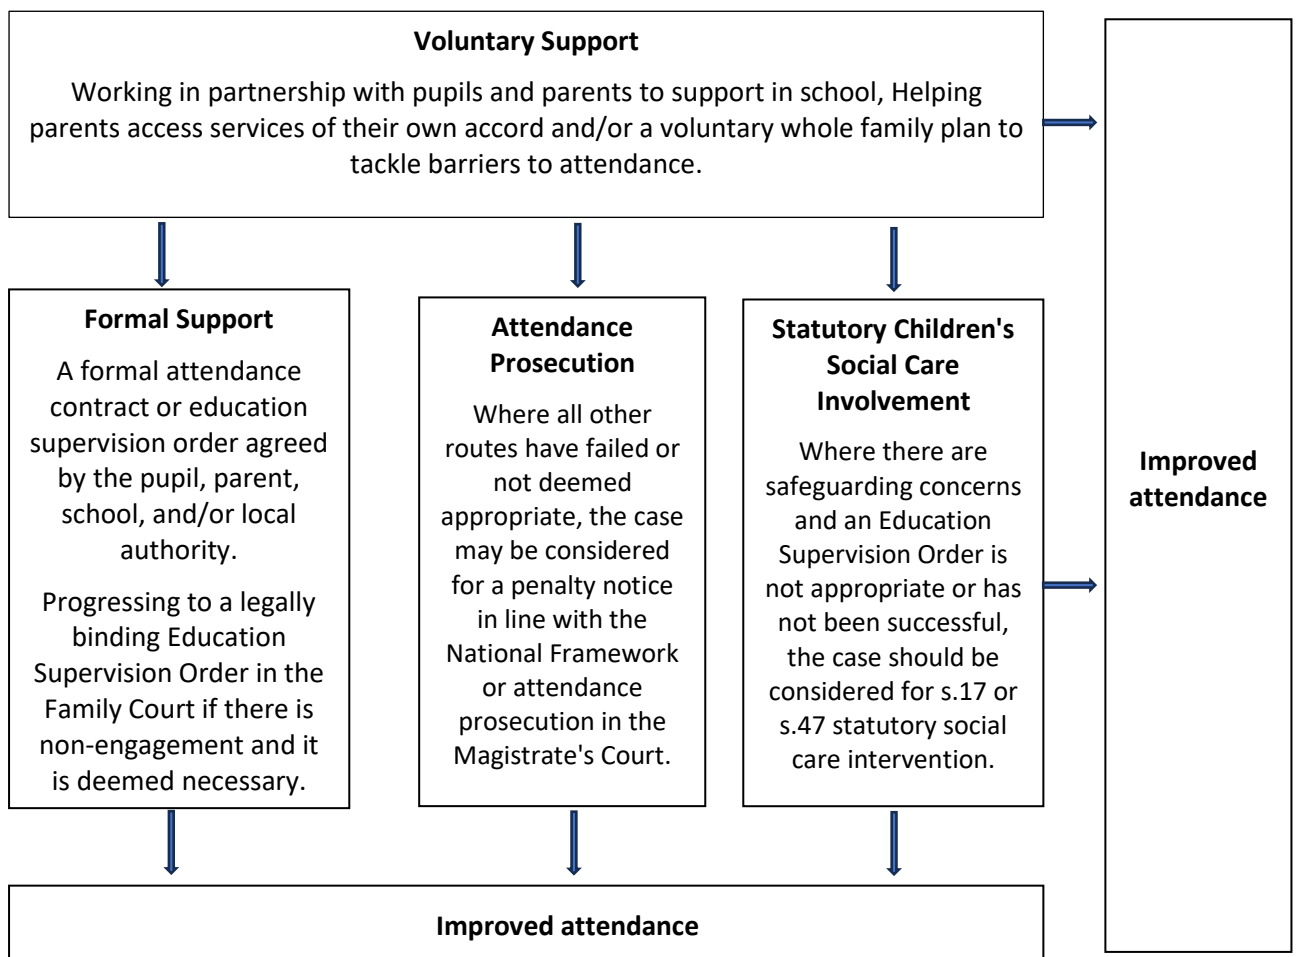 Voluntary Support
Working in partnership with pupils and parents to support in school, Helping
parents access services of their own accord and/or a voluntary whole family plan to
tackle barriers to attendance.
Formal Support
A formal attendance
contract or education
supervision order agreed
by the pupil, parent,
school, and/or local
authority.
Progressing to a legally
binding Education
Supervision Order in the
Family Court if there is
non-engagement and it
is deemed necessary.
Attendance
Prosecution
Where all other
routes have failed or
not deemed
appropriate, the case
may be considered
for a penalty notice
in line with the
National Framework
or attendance
prosecution in the
Magistrate's Court.
Statutory Children's
Social Care
Involvement
Where there are
safeguarding concerns
and an Education
Supervision Order is
not appropriate or has
not been successful,
the case should be
considered for s.17 or
s.47 statutory social
care intervention.
Improved
attendance
Improved attendance